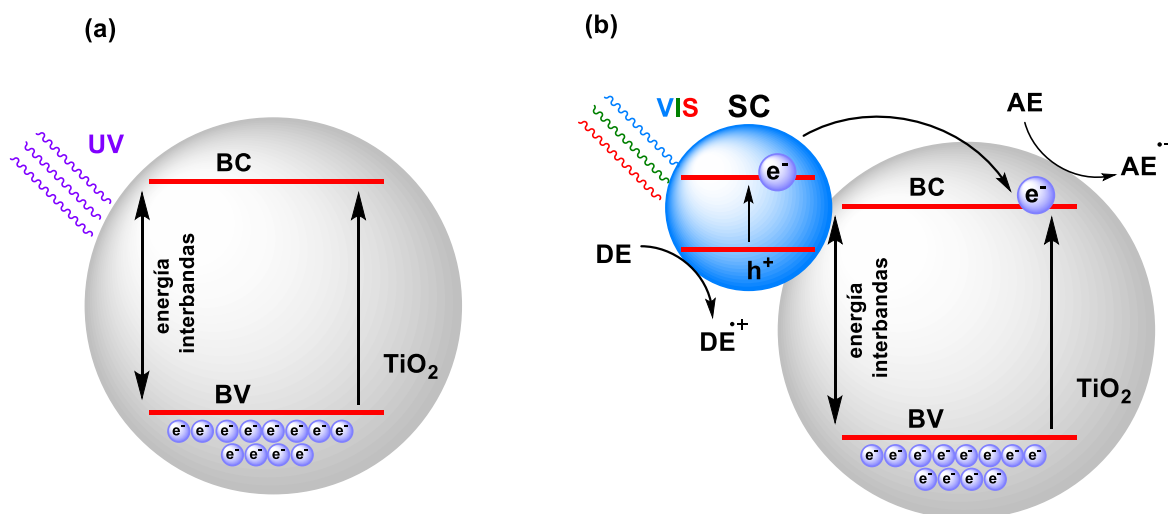 (a)
UV
BC
energía
interbandas
TiO2
BV
e- e- e- e- e- e- e- e-
e- e- e- e-
(b)
VIS
SC
AE
e-
AE·+
BC
e-
DE
h+
DE·+
energía
interbandas
TiO2
BV
e- e- e- e- e- e- e- e-
e- e- e- e-